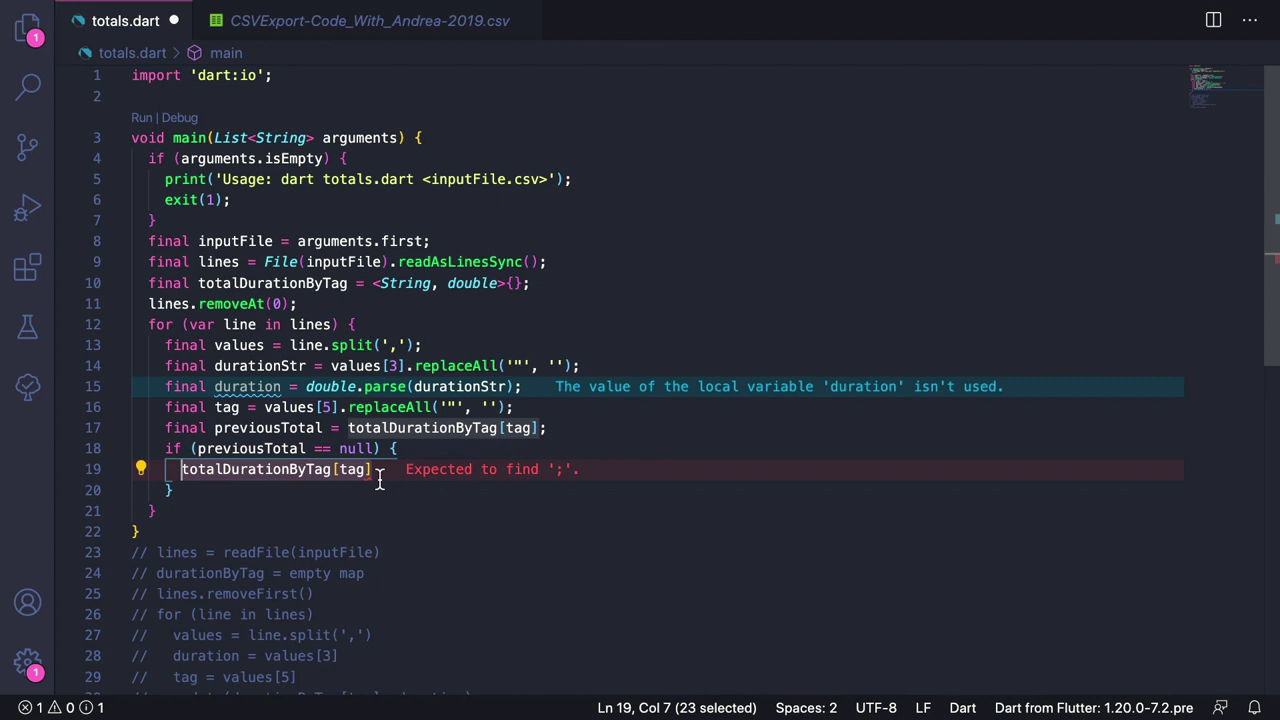 totals.dart
CSVExport-Code_With_Andrea-2019.csv
totals.dart > main
1 import 'dart:io';
2
Run | Debug
3 void main(List<String> arguments) {
4 if (arguments.isEmpty) {
5 print('Usage: dart totals.dart <inputFile.csv>');
6 exit(1);
7 }
8 final inputFile = arguments.first;
9 final lines = File(inputFile).readAsLinesSync();
10 final totalDurationByTag = <String, double>{};
11 lines.removeAt(0);
12 for (var line in lines) {
13 final values = line.split(',');
14 final durationStr = values[3].replaceAll('"', '');
15 final duration = double.parse(durationStr); The value of the local variable 'duration' isn't used.
16 final tag = values[5].replaceAll('"', '');
17 final previousTotal = totalDurationByTag[tag];
18 if (previousTotal == null) {
19 totalDurationByTag[tag] Expected to find ';'.
20 }
21 }
22 }
23 // lines = readFile(inputFile)
24 // durationByTag = empty map
25 // lines.removeFirst()
26 // for (line in lines)
27 // values = line.split(',')
28 // duration = values[3]
29 // tag = values[5]
1
1
1 0 1
Ln 19, Col 7 (23 selected)
Spaces: 2
UTF-8
LF
Dart
Dart from Flutter: 1.20.0-7.2.pre